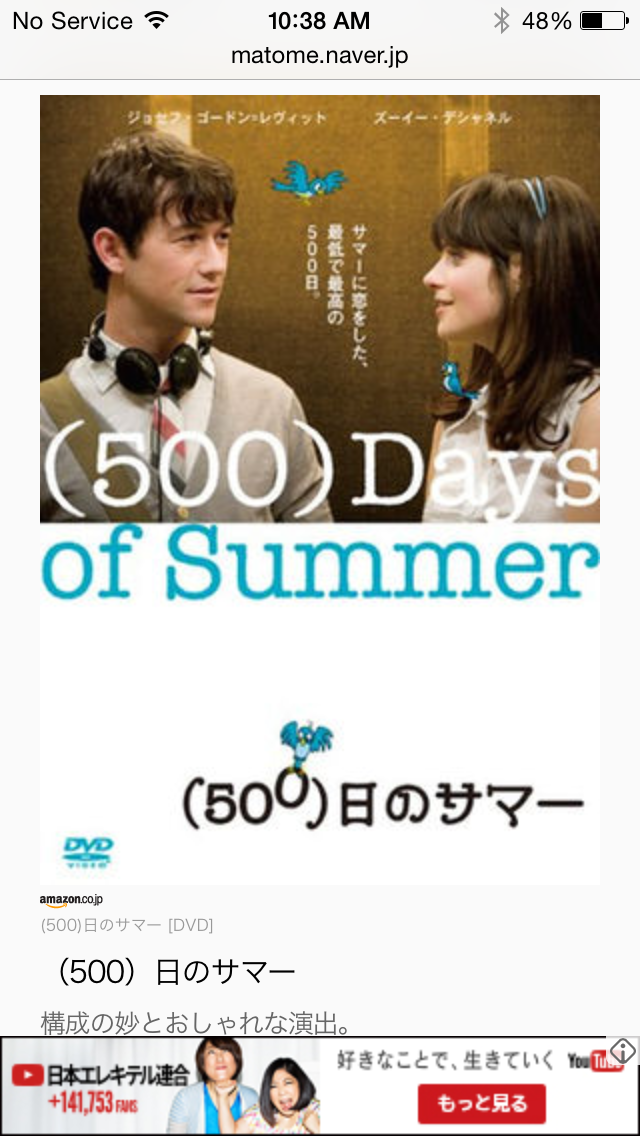 No Service 10:38 AM 48%
matome.naver.jp
ジョセフ・ゴードン=レヴィット ズーイー・デシャネル
サマーに恋をした、
最低で最高の
500日。
(500) Days
of Summer
(500)日のサマー
DVD
VIDEO
amazon.co.jp
(500)日のサマー [DVD]
（500）日のサマー
構成の妙とおしゃれな演出。
日本エレキテル連合
+141,753 FANS
好きなことで、生きていく YouTube
もっと見る